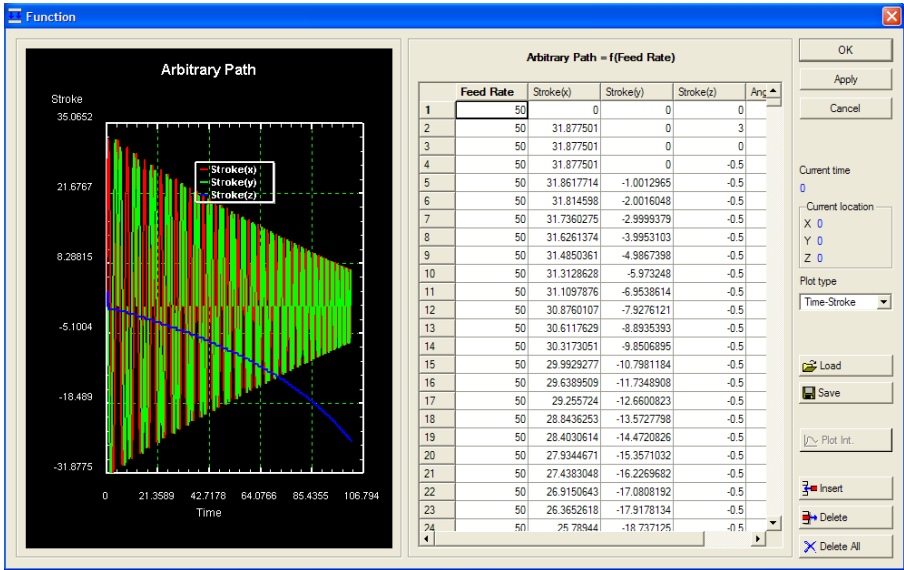 Function
Arbitrary Path
Stroke
35.0652
21.6767
8.28815
-5.1004
-18.489
-31.8775
Stroke(x)
Stroke(y)
Stroke(z)
0 21.3589 42.7178 64.0766 85.4355 106.794
Time
Arbitrary Path = f(Feed Rate)
Feed Rate Stroke(x) Stroke(y) Stroke(z)
1 50 0 0 0
2 50 31.877501 0 3
3 50 31.877501 0 0
4 50 31.877501 0 -0.5
5 50 31.8617714 -1.0012965 -0.5
6 50 31.814598 -2.0016048 -0.5
7 50 31.7360275 -2.9999379 -0.5
8 50 31.6261374 -3.9953103 -0.5
9 50 31.4850361 -4.9867398 -0.5
10 50 31.3128628 -5.973248 -0.5
11 50 31.1097876 -6.9538614 -0.5
12 50 30.8760107 -7.9276121 -0.5
13 50 30.6117629 -8.8935393 -0.5
14 50 30.3173051 -9.8506895 -0.5
15 50 29.9929277 -10.7981184 -0.5
16 50 29.6389509 -11.7348908 -0.5
17 50 29.255724 -12.6600823 -0.5
18 50 28.8436253 -13.5727798 -0.5
19 50 28.4030614 -14.4720826 -0.5
20 50 27.9344671 -15.3571032 -0.5
21 50 27.4383048 -16.2269682 -0.5
22 50 26.9150643 -17.0808192 -0.5
23 50 26.3652618 -17.9178134 -0.5
24 50 25.78944 -18.737125 -0.5
OK
Apply
Cancel
Current time
0
Current location
X 0
Y 0
Z 0
Plot type
Time-Stroke
Load
Save
Plot Int.
Insert
Delete
Delete All